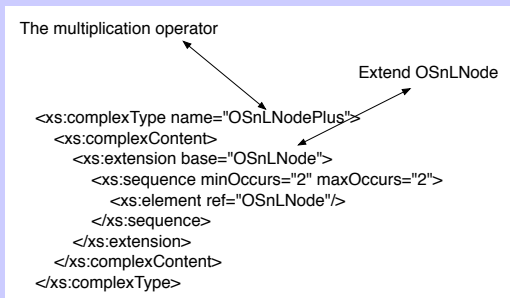 The multiplication operator
Extend OSnLNode
<xs:complexType name="OSnLNodePlus">
<xs:complexContent>
<xs:extension base="OSnLNode">
<xs:sequence minOccurs="2" maxOccurs="2">
<xs:element ref="OSnLNode"/>
</xs:sequence>
</xs:extension>
</xs:complexContent>
</xs:complexType>